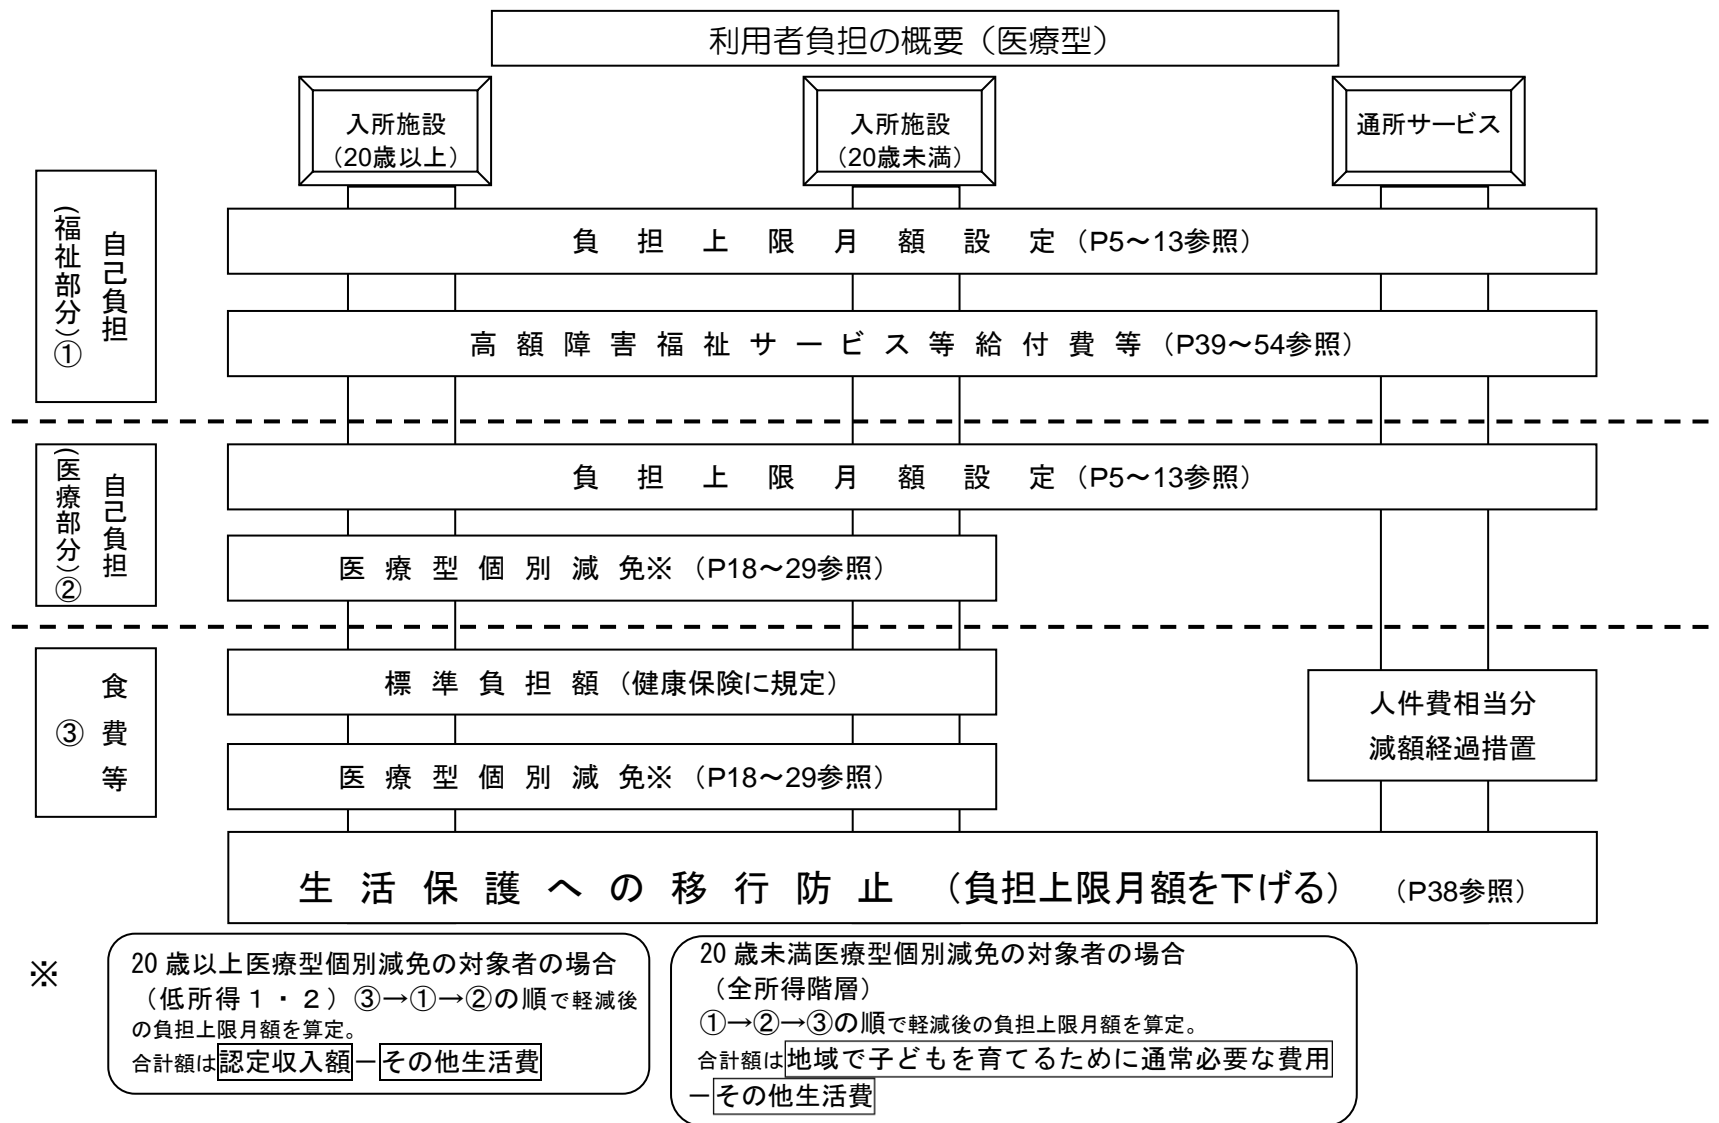 利用者負担の概要（医療型）
入所施設
（20歳以上）
入所施設
（20歳未満）
通所サービス
自己負担
（福祉部分）①
負担上限月額設定（P5～13参照）
高額障害福祉サービス等給付費等（P39～54参照）
自己負担
（医療部分）②
負担上限月額設定（P5～13参照）
医療型個別減免※（P18～29参照）
食費等
③
標準負担額（健康保険に規定）
人件費相当分
減額経過措置
医療型個別減免※（P18～29参照）
生活保護への移行防止（負担上限月額を下げる）（P38参照）
※
20歳以上医療型個別減免の対象者の場合
（低所得１・２）③→①→②の順で軽減後
の負担上限月額を算定。
合計額は認定収入額－その他生活費
20歳未満医療型個別減免の対象者の場合
（全所得階層）
①→②→③の順で軽減後の負担上限月額を算定。
合計額は地域で子どもを育てるために通常必要な費用
－その他生活費